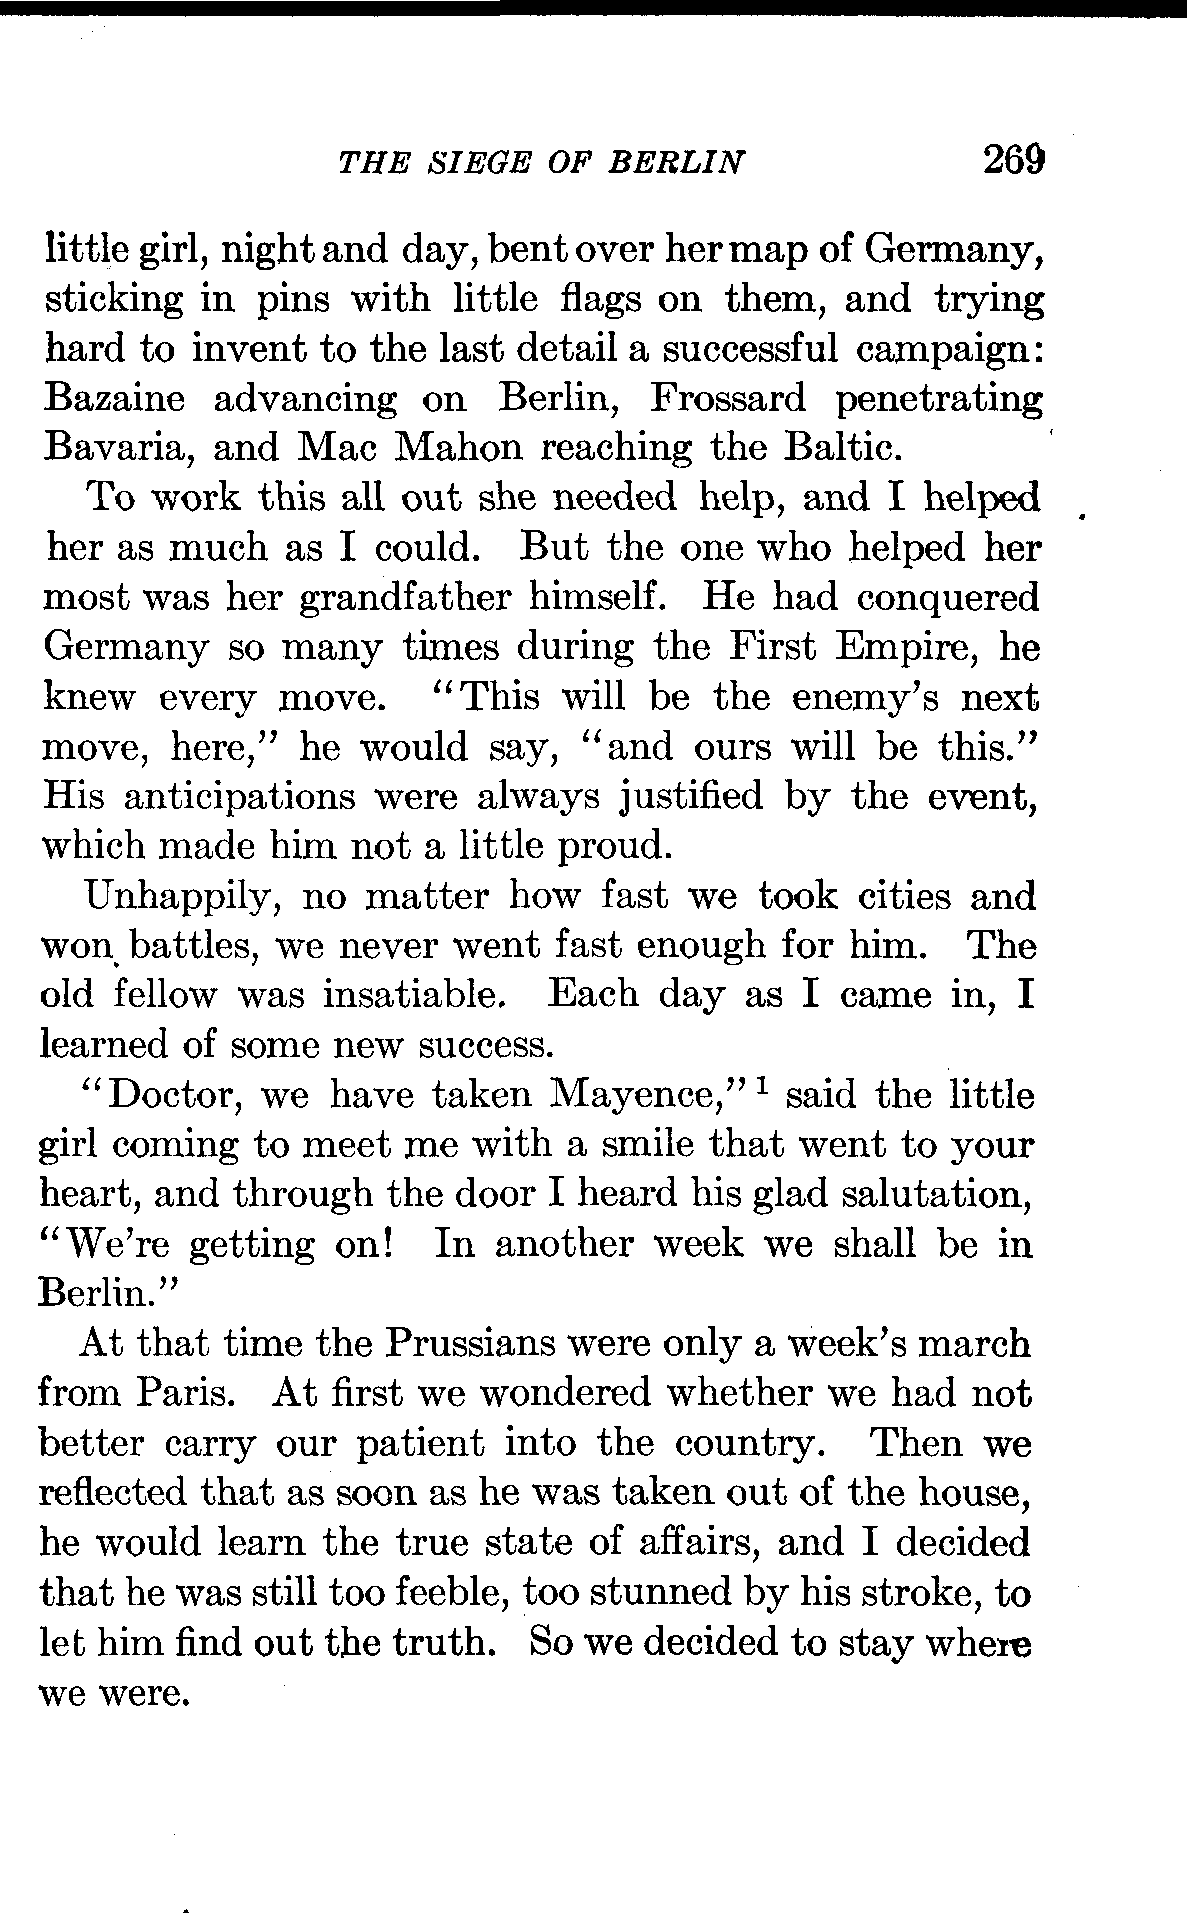 THE SIEGE OF BERLIN 269
little girl, night and day, bent over her map of Germany,
sticking in pins with little flags on them, and trying
hard to invent to the last detail a successful campaign:
Bazaine advancing on Berlin, Frossard penetrating
Bavaria, and Mac Mahon reaching the Baltic.
To work this all out she needed help, and I helped
her as much as I could. But the one who helped her
most was her grandfather himself. He had conquered
Germany so many times during the First Empire, he
knew every move. "This will be the enemy's next
move, here," he would say, "and ours will be this."
His anticipations were always justified by the event,
which made him not a little proud.
Unhappily, no matter how fast we took cities and
won battles, we never went fast enough for him. The
old fellow was insatiable. Each day as I came in, I
learned of some new success.
"Doctor, we have taken Mayence," ¹ said the little
girl coming to meet me with a smile that went to your
heart, and through the door I heard his glad salutation,
"We're getting on! In another week we shall be in
Berlin."
At that time the Prussians were only a week's march
from Paris. At first we wondered whether we had not
better carry our patient into the country. Then we
reflected that as soon as he was taken out of the house,
he would learn the true state of affairs, and I decided
that he was still too feeble, too stunned by his stroke, to
let him find out the truth. So we decided to stay where
we were.